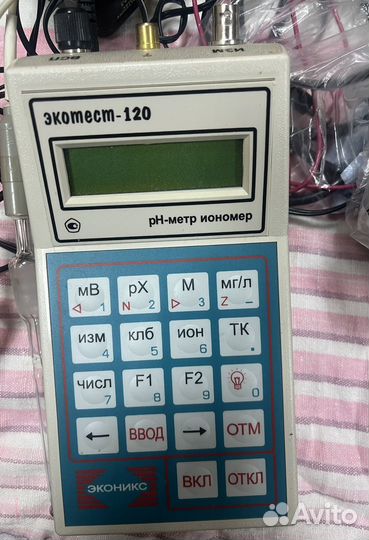 ВСП Т ИЗМ
экотест-120
pH-метр иономер
мВ pX М мг/л
◁ 1 N 2 ▷ 3 Z –
изм клб ион ТК
4 5 6 .
числ F1 F2
7 8 9 0
← ВВОД → ОТМ
ЭКОНИКС ВКЛ ОТКЛ
Avito